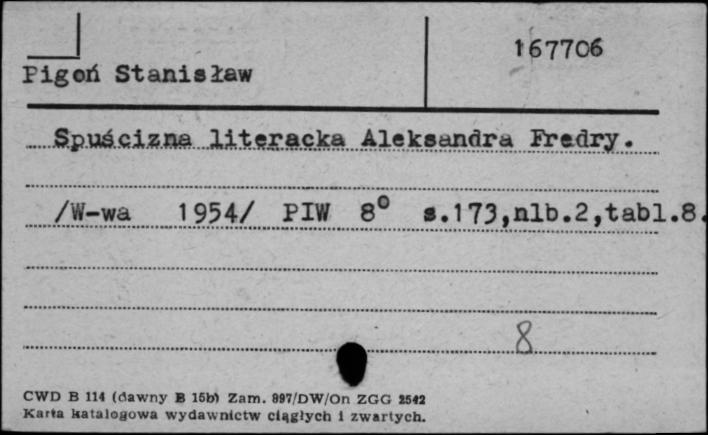 167706
Pigoń Stanisław
Spuścizna literacka Aleksandra Fredry.
/W-wa 1954/ PIW 8° s.173,nlb.2,tabl.8.
8
CWD B 114 (dawny B 15b) Zam. 897/DW/On ZGG 2542
Karta katalogowa wydawnictw ciągłych i zwartych.